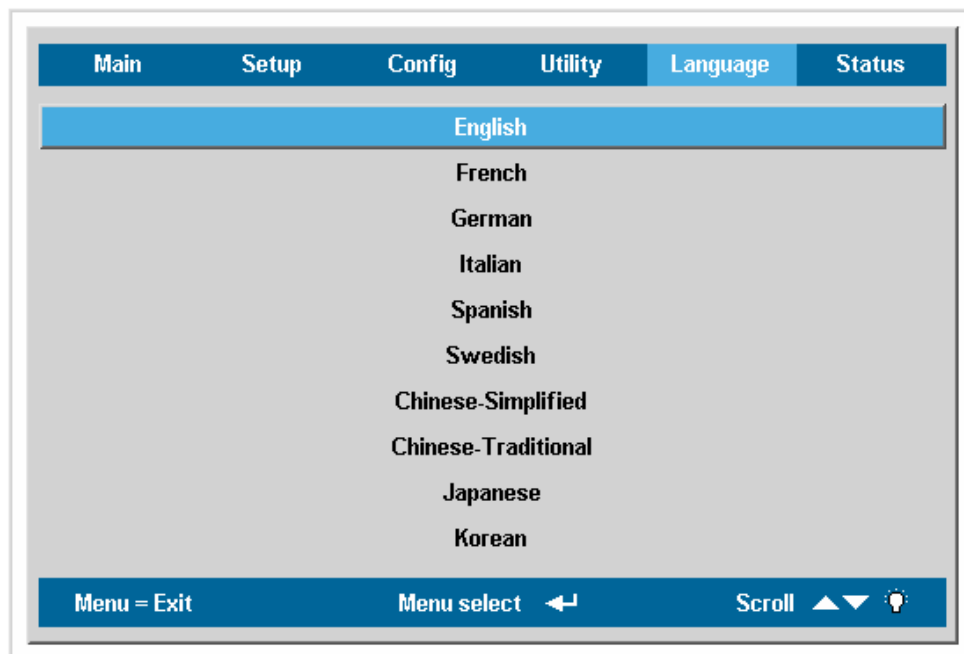 Main Setup Config Utility Language Status
English
French
German
Italian
Spanish
Swedish
Chinese-Simplified
Chinese-Traditional
Japanese
Korean
Menu = Exit Menu select Scroll